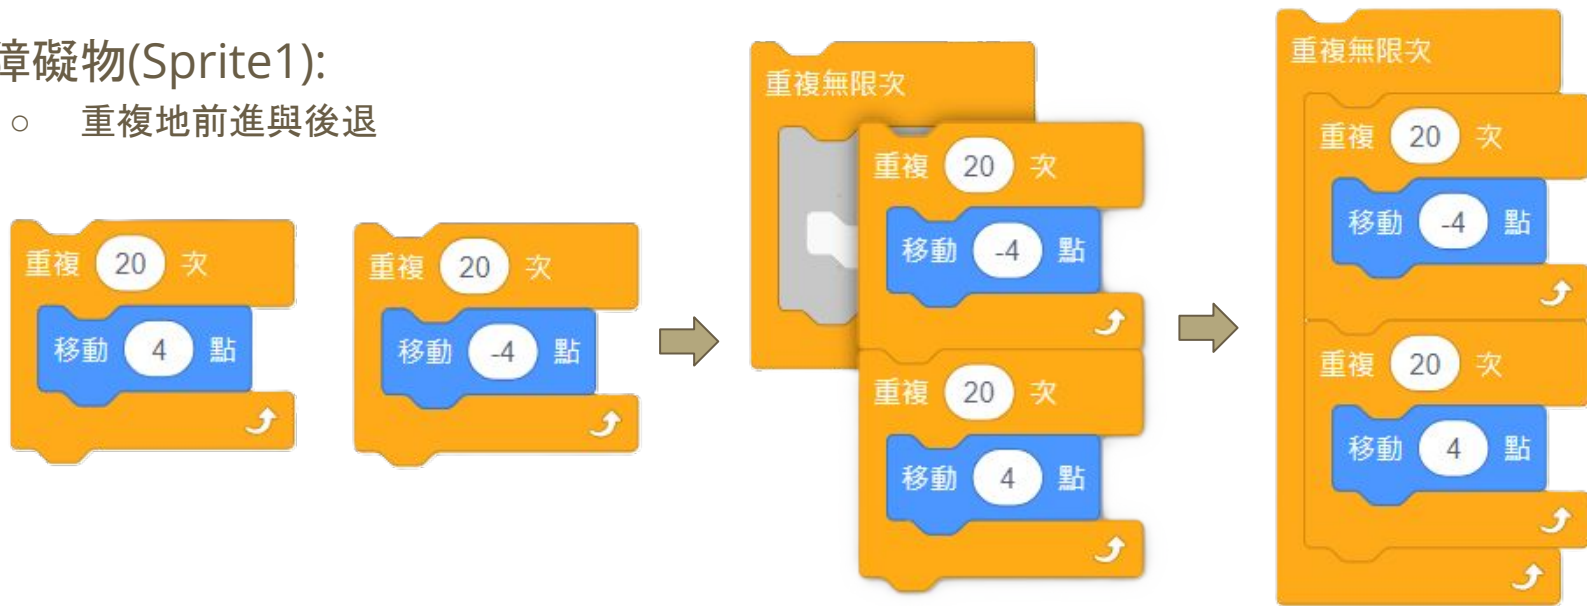 障礙物(Sprite1):
○ 重複地前進與後退
重複 20 次
移動 4 點
重複 20 次
移動 -4 點
重複無限次
重複 20 次
移動 -4 點
重複 20 次
移動 4 點
重複無限次
重複 20 次
移動 -4 點
重複 20 次
移動 4 點